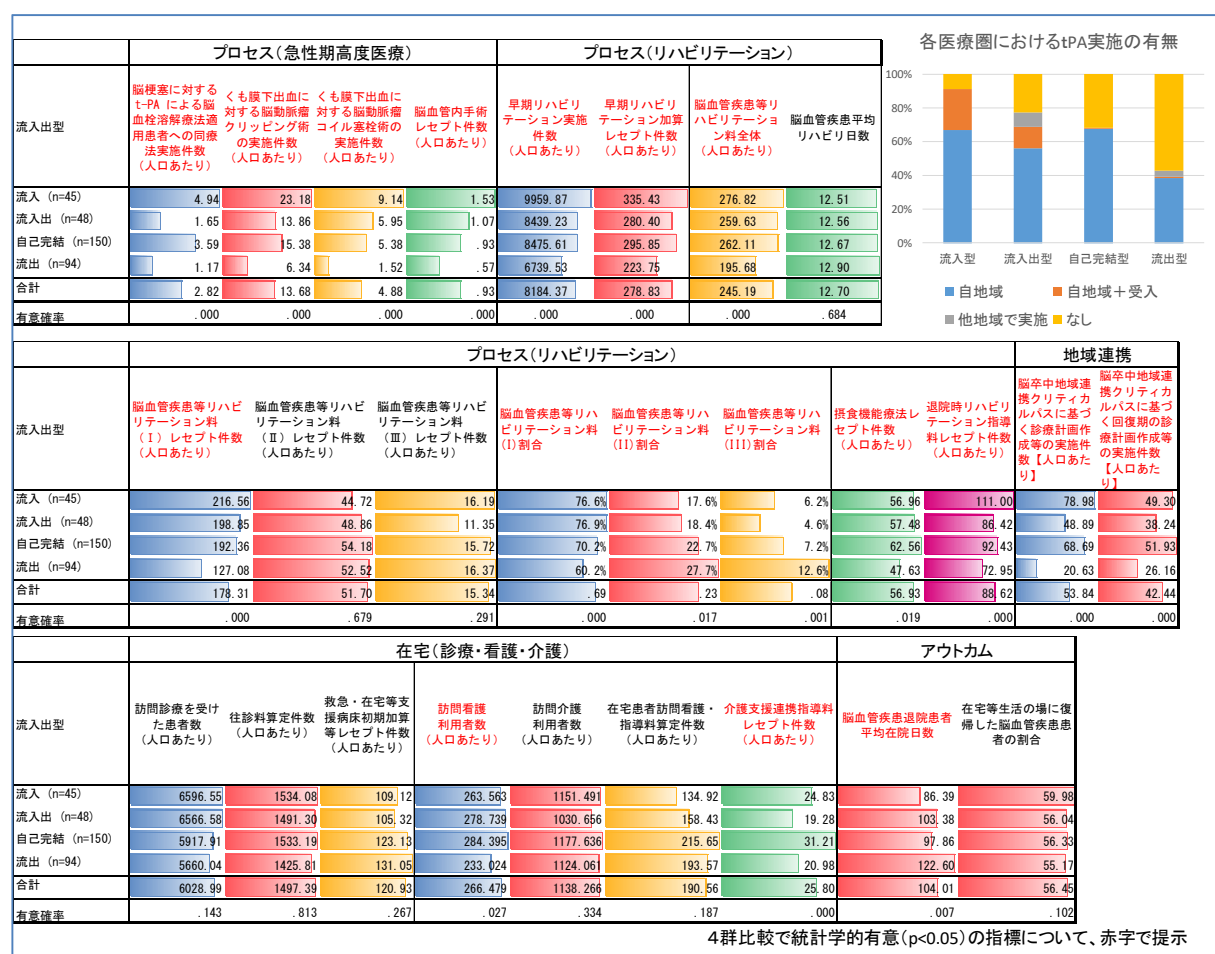 プロセス（急性期高度医療） プロセス（リハビリテーション）
流入出型
脳梗塞に対する
t-PA による脳
血栓溶解療法適
用患者への同療
法実施件数
（人口あたり）
くも膜下出血に
対する脳動脈瘤
クリッピング術
の実施件数
（人口あたり）
くも膜下出血に
対する脳動脈瘤
コイル塞栓術の
実施件数
（人口あたり）
脳血管内手術
レセプト件数
（人口あたり）
早期リハビリ
テーション実施
件数
（人口あたり）
早期リハビリ
テーション加算
レセプト件数
（人口あたり）
脳血管疾患等リ
ハビリテーショ
ン料全体
（人口あたり）
脳血管疾患平均
リハビリ日数
流入 (n=45) 4.94 23.18 9.14 1.53 9959.87 335.43 276.82 12.51
流入出 (n=48) 1.65 13.86 5.95 1.07 8439.23 280.40 259.63 12.56
自己完結 (n=150) 3.59 15.38 5.38 .93 8475.61 295.85 262.11 12.67
流出 (n=94) 1.17 6.34 1.52 .57 6739.53 223.75 195.68 12.90
合計 2.82 13.68 4.88 .93 8184.37 278.83 245.19 12.70
有意確率 .000 .000 .000 .000 .000 .000 .000 .684
各医療圏におけるtPA実施の有無
100%
80%
60%
40%
20%
0%
流入型 流入出型 自己完結型 流出型
自地域 自地域＋受入
他地域で実施 なし
プロセス（リハビリテーション） 地域連携
流入出型
脳血管疾患等リハビ
リテーション料
（Ⅰ）レセプト件数
（人口あたり）
脳血管疾患等リハビ
リテーション料
（Ⅱ）レセプト件数
（人口あたり）
脳血管疾患等リハビ
リテーション料
（Ⅲ）レセプト件数
（人口あたり）
脳血管疾患等リハ
ビリテーション料
(I)割合
脳血管疾患等リハ
ビリテーション料
(II)割合
脳血管疾患等リハ
ビリテーション料
(III)割合
摂食機能療法レ
セプト件数
（人口あたり）
退院時リハビリ
テーション指導
料レセプト件数
（人口あたり）
脳卒中地域連
携クリティカ
ルパスに基づ
く診療計画作
成等の実施件
数【人口あた
り】
脳卒中地域連
携クリティカ
ルパスに基づ
く回復期の診
療計画作成等
の実施件数
【人口あた
り】
流入 (n=45) 216.56 44.72 16.19 76.6% 17.6% 6.2% 56.96 111.00 78.98 49.30
流入出 (n=48) 198.85 48.86 11.35 76.9% 18.4% 4.6% 57.48 86.42 48.89 38.24
自己完結 (n=150) 192.36 54.18 15.72 70.2% 22.7% 7.2% 62.56 92.43 68.69 51.93
流出 (n=94) 127.08 52.52 16.37 60.2% 27.7% 12.6% 47.63 72.95 20.63 26.16
合計 178.31 51.70 15.34 .69 .23 .08 56.93 88.62 53.84 42.44
有意確率 .000 .679 .291 .000 .017 .001 .019 .000 .000 .000
在宅（診療・看護・介護） アウトカム
流入出型
訪問診療を受け
た患者数
（人口あたり）
往診料算定件数
（人口あたり）
救急・在宅等支
援病床初期加算
等レセプト件数
（人口あたり）
訪問看護
利用者数
（人口あたり）
訪問介護
利用者数
（人口あたり）
在宅患者訪問看護・
指導料算定件数
（人口あたり）
介護支援連携指導料
レセプト件数
（人口あたり）
脳血管疾患退院患者
平均在院日数
在宅等生活の場に復
帰した脳血管疾患患
者の割合
流入 (n=45) 6596.55 1534.08 109.12 263.563 1151.491 134.92 24.83 86.39 59.98
流入出 (n=48) 6566.58 1491.30 105.32 278.739 1030.656 158.43 19.28 103.38 56.04
自己完結 (n=150) 5917.91 1533.19 123.13 284.395 1177.636 215.65 31.21 97.86 56.33
流出 (n=94) 5660.04 1425.81 131.05 233.024 1124.061 193.57 20.98 122.60 55.17
合計 6028.99 1497.39 120.93 266.479 1138.266 190.56 25.80 104.01 56.45
有意確率 .143 .813 .267 .027 .334 .187 .000 .007 .102
４群比較で統計学的有意（p<0.05）の指標について、赤字で提示